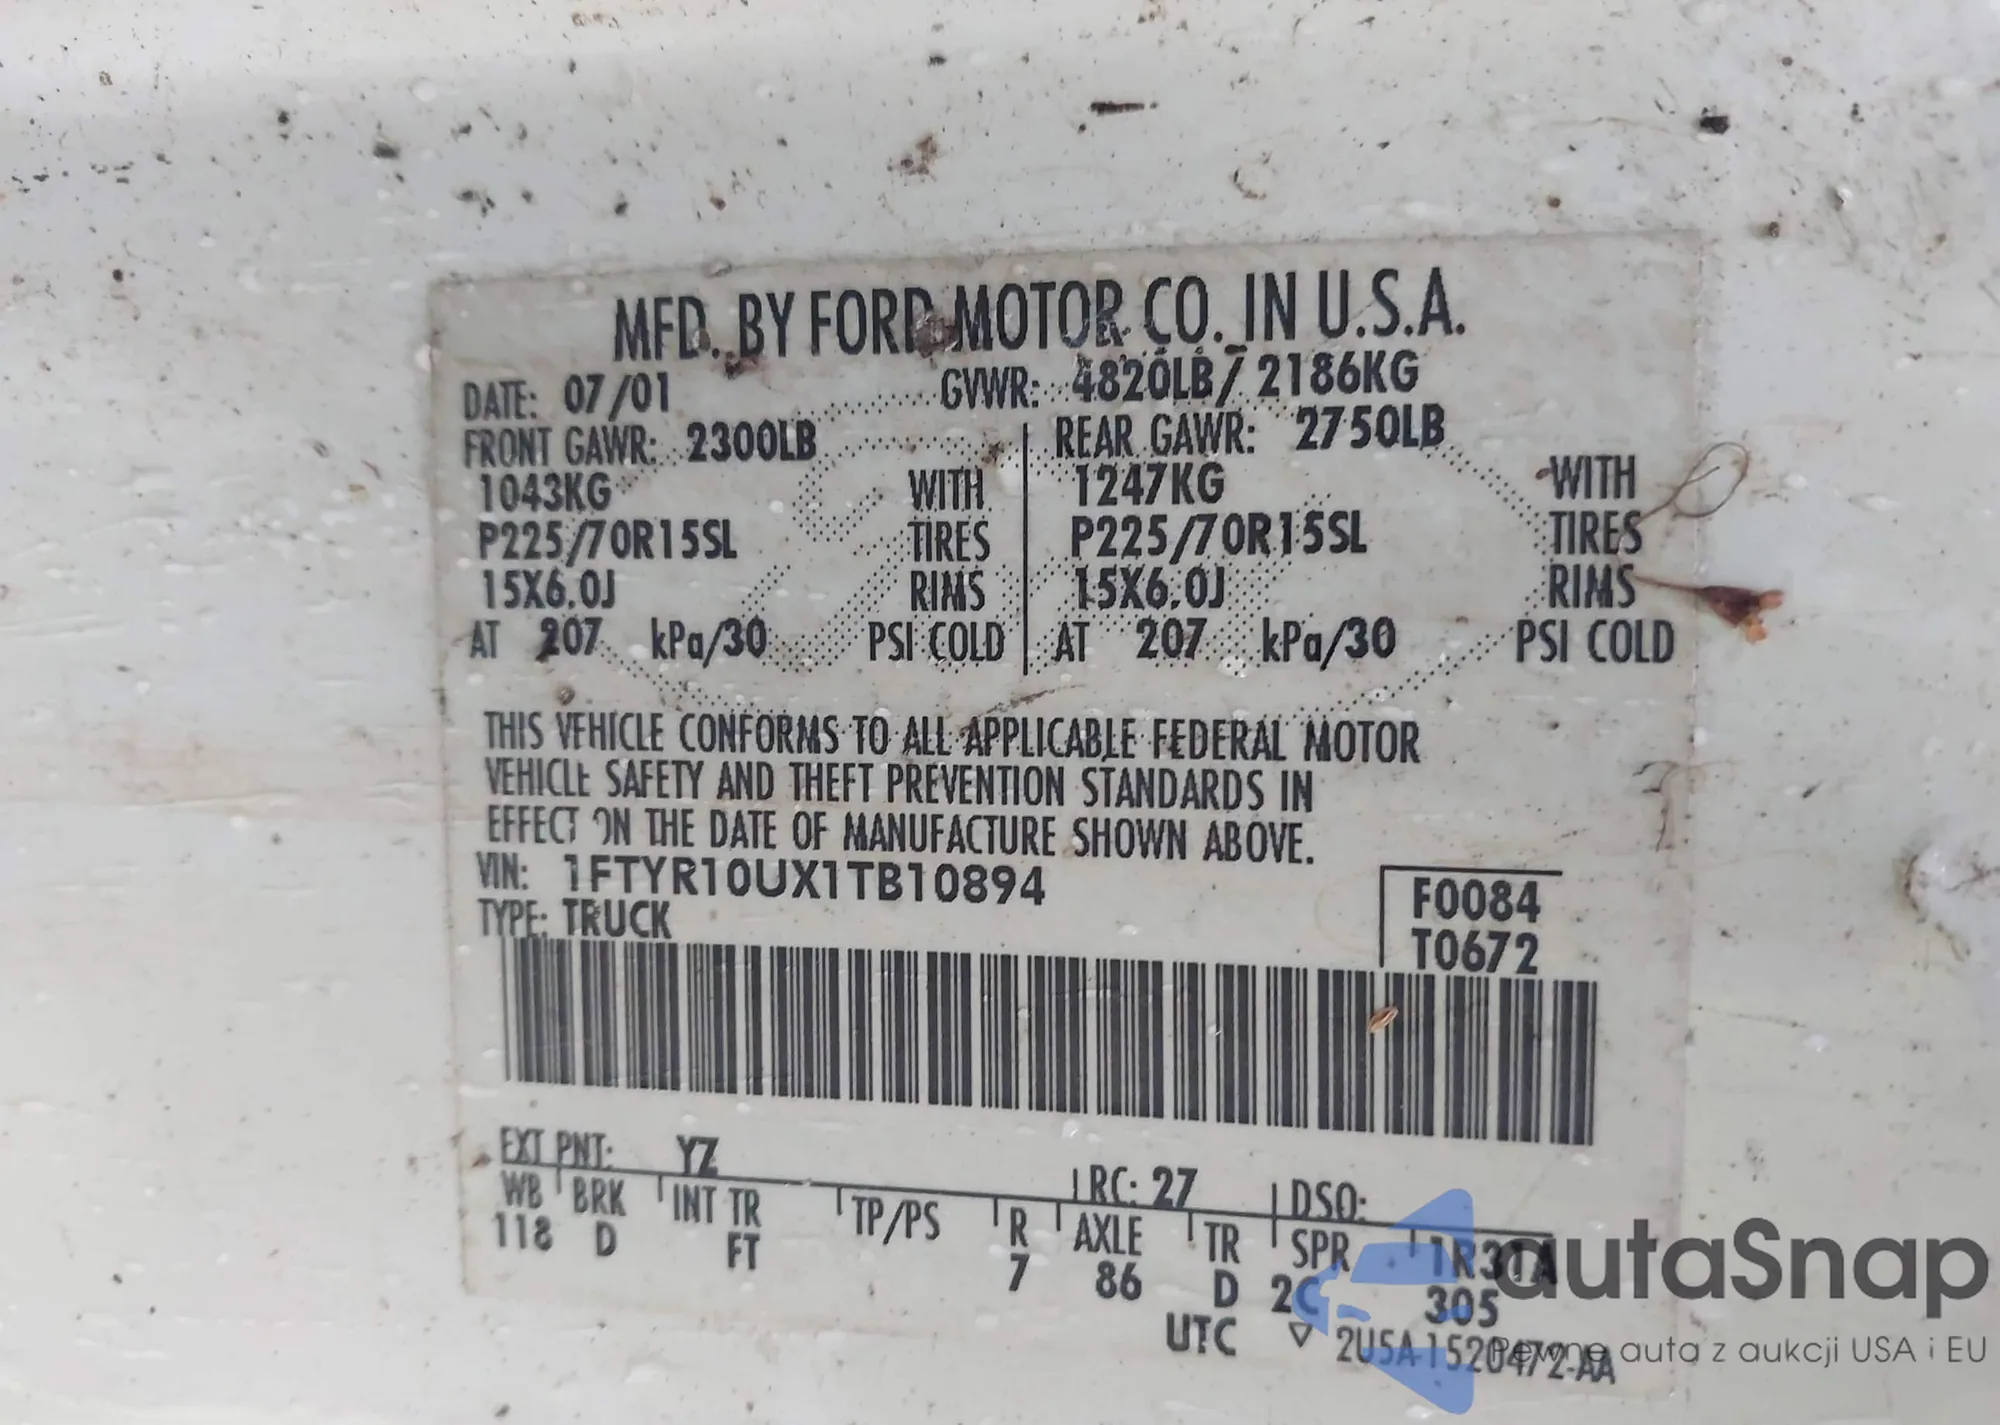 MFD. BY FORD MOTOR CO. IN U.S.A.
DATE: 07/01 GVWR: 4820LB/ 2186KG
FRONT GAWR: 2300LB REAR GAWR: 2750LB
1043KG WITH 1247KG WITH
P225/70R15SL TIRES P225/70R15SL TIRES
15X6.0J RIMS 15X6.0J RIMS
AT 207 kPa/30 PSI COLD AT 207 kPa/30 PSI COLD
THIS VEHICLE CONFORMS TO ALL APPLICABLE FEDERAL MOTOR
VEHICLE SAFETY AND THEFT PREVENTION STANDARDS IN
EFFECT ON THE DATE OF MANUFACTURE SHOWN ABOVE.
VIN: 1FTYR10UX1TB10894 F0084
TYPE: TRUCK T0672
EXT PNT: YZ RC: 27 DSO:
WB BRK INT TR TP/PS R AXLE TR SPR 1R31A
118 D FT 7 86 D 2C 305
UTC ▽ 2U5A-1520472-AA
autaSnap
Pewne auta z aukcji USA i EU